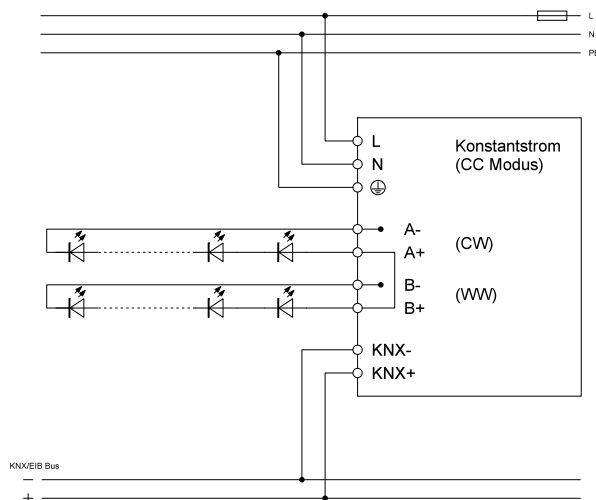 L
N
PE
L
Konstantstrom
N
(CC Modus)
A-
A+
(CW)
B-
B+
(WW)
KNX-
KNX+
KNX/EIB Bus
−
+